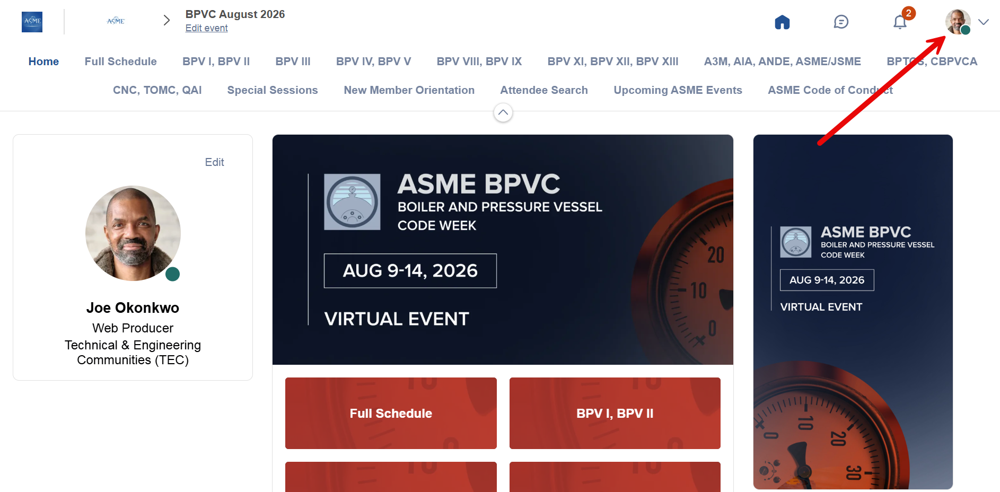 ASME
ASME
BPVC August 2026
Edit event
2
Home
Full Schedule
BPV I, BPV II
BPV III
BPV IV, BPV V
BPV VIII, BPV IX
BPV XI, BPV XII, BPV XIII
A3M, AIA, ANDE, ASME/JSME
BPTCS, CBPVCA
CNC, TOMC, QAI
Special Sessions
New Member Orientation
Attendee Search
Upcoming ASME Events
ASME Code of Conduct
Edit
Joe Okonkwo
Web Producer
Technical & Engineering
Communities (TEC)
ASME BPVC
BOILER AND PRESSURE VESSEL
CODE WEEK
AUG 9-14, 2026
VIRTUAL EVENT
20
10
0
Full Schedule
BPV I, BPV II
ASME BPVC
BOILER AND PRESSURE VESSEL
CODE WEEK
AUG 9-14, 2026
VIRTUAL EVENT
0
10
20
30